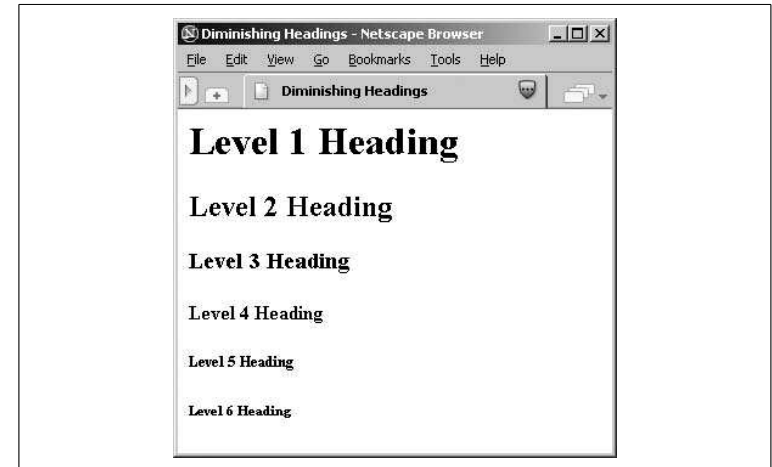 Diminishing Headings - Netscape Browser
File Edit View Go Bookmarks Tools Help
Diminishing Headings
Level 1 Heading
Level 2 Heading
Level 3 Heading
Level 4 Heading
Level 5 Heading
Level 6 Heading